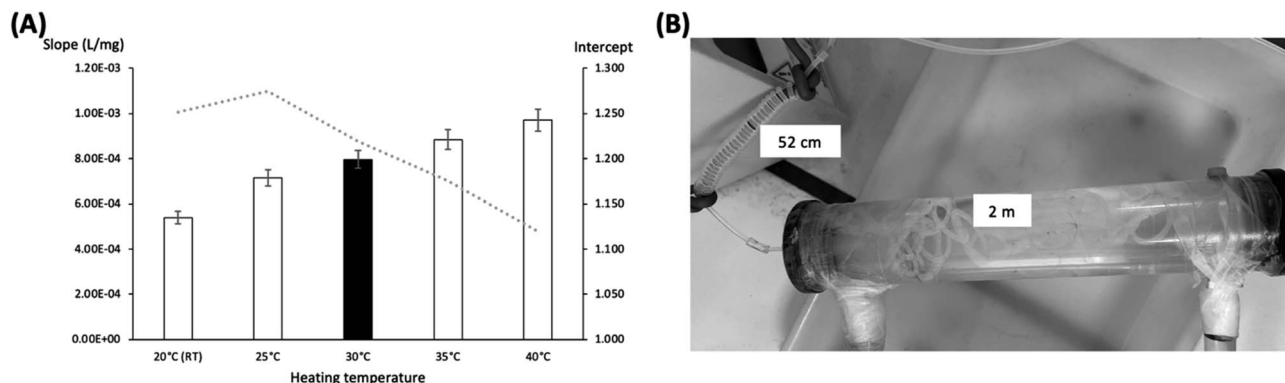 (A)
Slope (L/mg)
Intercept
1.20E-03
1.00E-03
8.00E-04
6.00E-04
4.00E-04
2.00E-04
0.00E+00
1.300
1.250
1.200
1.150
1.100
1.050
1.000
20°C (RT)
25°C
30°C
35°C
40°C
Heating temperature
(B)
52 cm
2 m